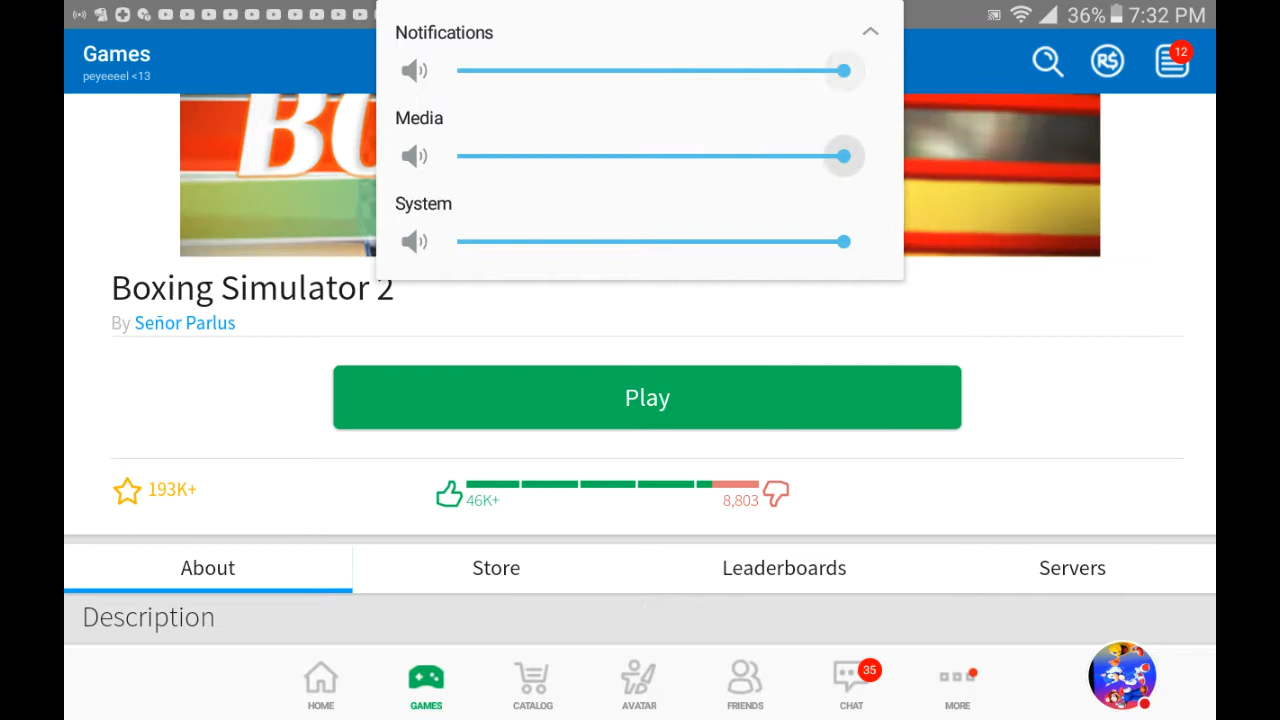 36% 7:32 PM
Notifications
Games
peyeeeel <13
R$
12
Media
BO
System
Boxing Simulator 2
By Señor Parlus
Play
193K+
46K+
8,803
About
Store
Leaderboards
Servers
Description
35
HOME
GAMES
CATALOG
AVATAR
FRIENDS
CHAT
MORE